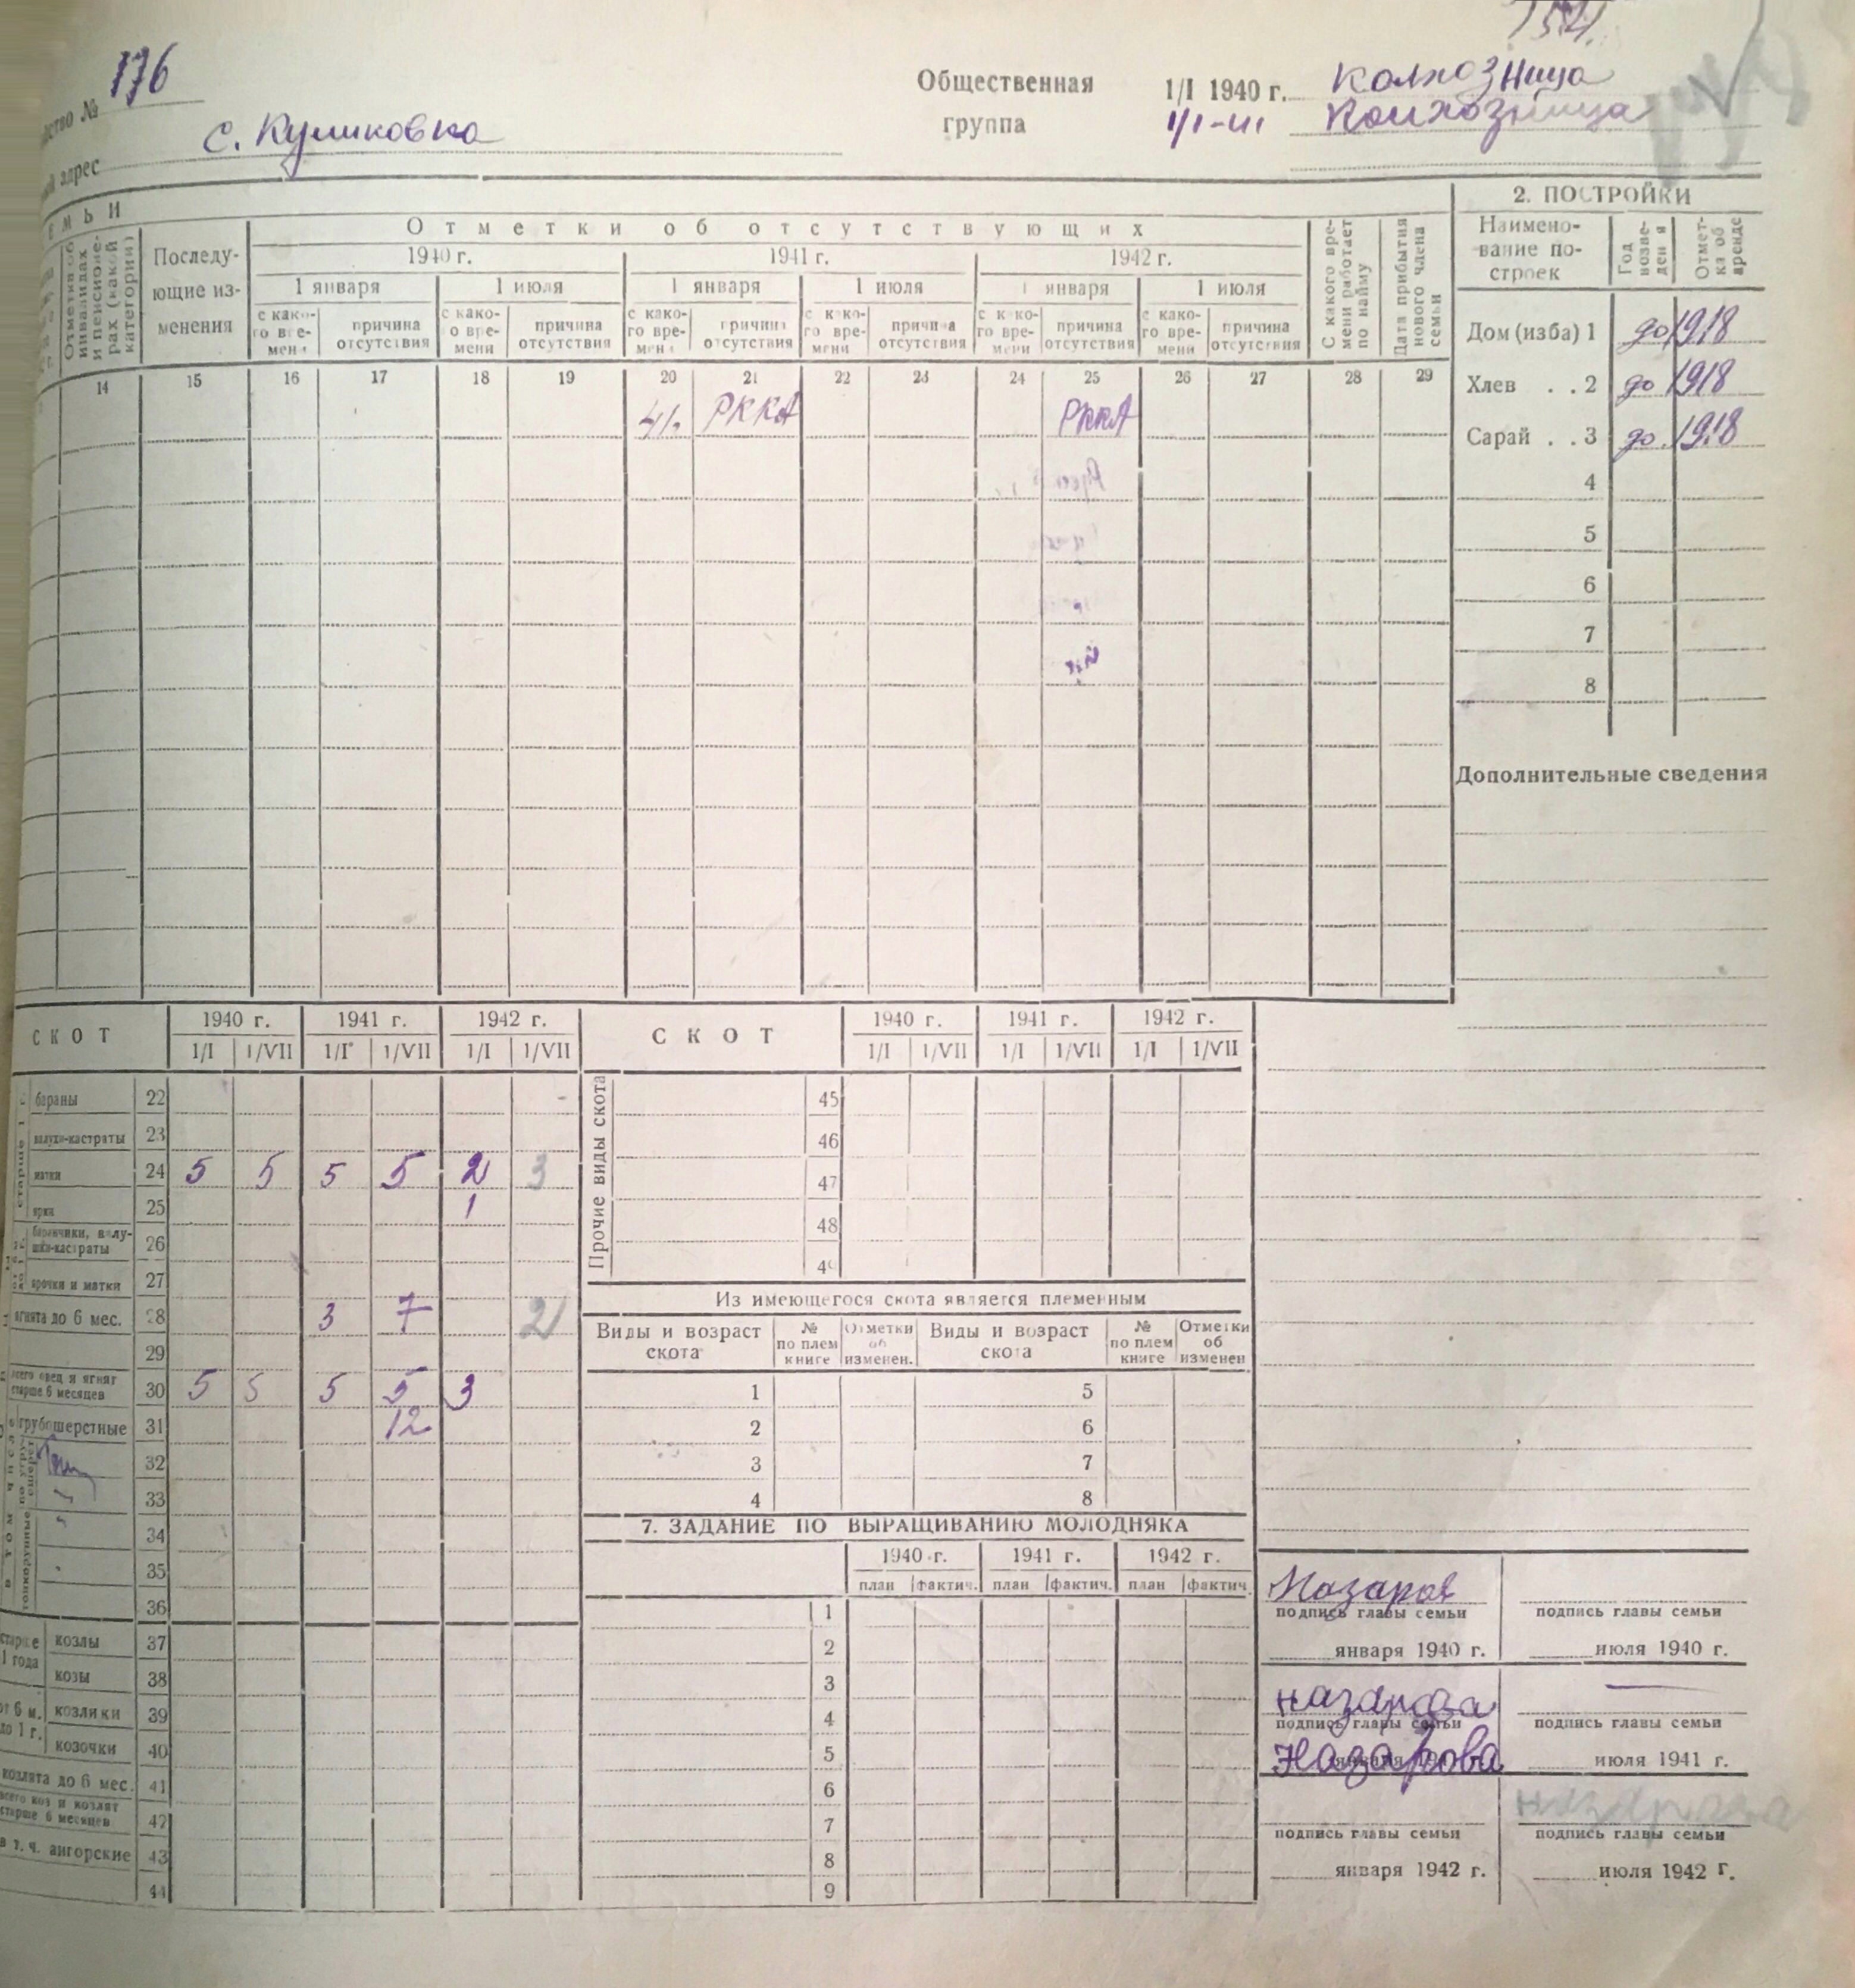 176
с. Куликовка
адрес
Общественная группа
1/I 1940 г. колхозница
колхозница
Отметки об инвалидах и пенсионерах (какой категории)
Последующие изменения
Отметки об отсутствующих
1940 г. 1941 г. 1942 г.
1 января 1 июля 1 января 1 июля 1 января 1 июля
с какого времени причина отсутствия с какого времени причина отсутствия с какого времени причина отсутствия с какого времени причина отсутствия с какого времени причина отсутствия с какого времени причина отсутствия
С какого времени работает по найму
Дата прибытия нового члена семьи
14 15 16 17 18 19 20 21 22 23 24 25 26 27 28 29
РККА РККА
2. ПОСТРОЙКИ
Наименование построек
Год возведения
Отметка об аренде
Дом (изба) 1 до 1918
Хлев . . 2 до 1918
Сарай . . 3 до 1918
4
5
6
7
8
Дополнительные сведения
СКОТ 1940 г. 1941 г. 1942 г.
1/I 1/VII 1/I 1/VII 1/I 1/VII
бараны 22
валухи-кастраты 23
матки 24 5 5 5 5 2 3
ярки 25 1
баранчики, валушки-кастраты 26
ярочки и матки 27
ягнята до 6 мес. 28 3 7 2
29
всего овец и ягнят старше 6 месяцев 30 5 5 5 5 3
грубошерстные 31 12
32
33
34
35
36
старше 1 года козлы 37
козы 38
от 6 м. до 1 г. козлики 39
козочки 40
козлята до 6 мес. 41
всего коз и козлят старше 6 месяцев 42
в т. ч. ангорские 43
44
СКОТ 1940 г. 1941 г. 1942 г.
1/I 1/VII 1/I 1/VII 1/I 1/VII
Прочие виды скота
45
46
47
48
49
Из имеющегося скота является племенным
Виды и возраст скота № по плем книге Отметки об изменен. Виды и возраст скота № по плем книге Отметки об изменен
1 5
2 6
3 7
4 8
7. ЗАДАНИЕ ПО ВЫРАЩИВАНИЮ МОЛОДНЯКА
1940 г. 1941 г. 1942 г.
план фактич. план фактич. план фактич.
1
2
3
4
5
6
7
8
9
Назаров
подпись главы семьи подпись главы семьи
января 1940 г. июля 1940 г.
назарова
подпись главы семьи подпись главы семьи
Назарова июля 1941 г.
назарова
подпись главы семьи подпись главы семьи
января 1942 г. июля 1942 г.